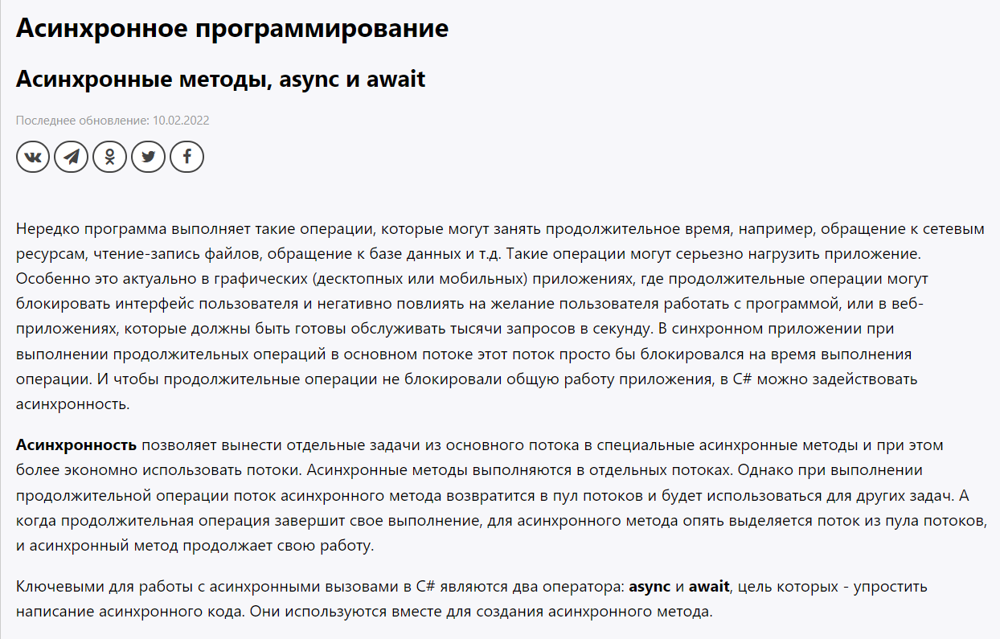 Асинхронное программирование
Асинхронные методы, async и await
Последнее обновление: 10.02.2022
Нередко программа выполняет такие операции, которые могут занять продолжительное время, например, обращение к сетевым
ресурсам, чтение-запись файлов, обращение к базе данных и т.д. Такие операции могут серьезно нагрузить приложение.
Особенно это актуально в графических (десктопных или мобильных) приложениях, где продолжительные операции могут
блокировать интерфейс пользователя и негативно повлиять на желание пользователя работать с программой, или в веб-
приложениях, которые должны быть готовы обслуживать тысячи запросов в секунду. В синхронном приложении при
выполнении продолжительных операций в основном потоке этот поток просто бы блокировался на время выполнения
операции. И чтобы продолжительные операции не блокировали общую работу приложения, в C# можно задействовать
асинхронность.
Асинхронность позволяет вынести отдельные задачи из основного потока в специальные асинхронные методы и при этом
более экономно использовать потоки. Асинхронные методы выполняются в отдельных потоках. Однако при выполнении
продолжительной операции поток асинхронного метода возвратится в пул потоков и будет использоваться для других задач. А
когда продолжительная операция завершит свое выполнение, для асинхронного метода опять выделяется поток из пула потоков,
и асинхронный метод продолжает свою работу.
Ключевыми для работы с асинхронными вызовами в C# являются два оператора: async и await, цель которых - упростить
написание асинхронного кода. Они используются вместе для создания асинхронного метода.